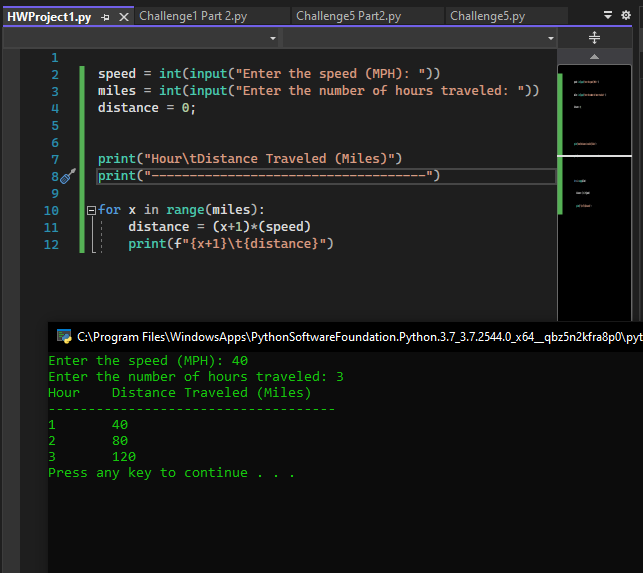 HWProject1.py
Challenge1 Part 2.py
Challenge5 Part2.py
Challenge5.py
1
2 speed = int(input("Enter the speed (MPH): "))
3 miles = int(input("Enter the number of hours traveled: "))
4 distance = 0;
5
6
7 print("Hour\tDistance Traveled (Miles)")
8 print("------------------------------------")
9
10 for x in range(miles):
11 distance = (x+1)*(speed)
12 print(f"{x+1}\t{distance}")
C:\Program Files\WindowsApps\PythonSoftwareFoundation.Python.3.7_3.7.2544.0_x64__qbz5n2kfra8p0\pyt
Enter the speed (MPH): 40
Enter the number of hours traveled: 3
Hour Distance Traveled (Miles)
------------------------------------
1 40
2 80
3 120
Press any key to continue . . .